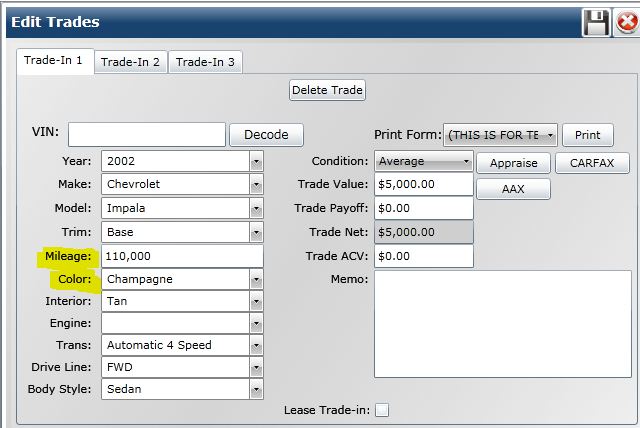 Edit Trades
Trade-In 1 Trade-In 2 Trade-In 3
Delete Trade
VIN: Decode Print Form: (THIS IS FOR TE Print
Year: 2002 Condition: Average Appraise CARFAX
Make: Chevrolet Trade Value: $5,000.00 AAX
Model: Impala Trade Payoff: $0.00
Trim: Base Trade Net: $5,000.00
Mileage: 110,000 Trade ACV: $0.00
Color: Champagne Memo:
Interior: Tan
Engine:
Trans: Automatic 4 Speed
Drive Line: FWD
Body Style: Sedan
Lease Trade-in: